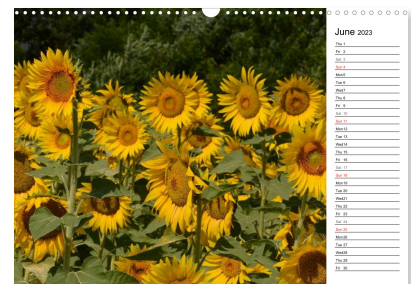 June 2023
Thu 1
Fri 2
Sat 3
Sun 4
Mon 5
Tue 6
Wed 7
Thu 8
Fri 9
Sat 10
Sun 11
Mon 12
Tue 13
Wed 14
Thu 15
Fri 16
Sat 17
Sun 18
Mon 19
Tue 20
Wed 21
Thu 22
Fri 23
Sat 24
Sun 25
Mon 26
Tue 27
Wed 28
Thu 29
Fri 30